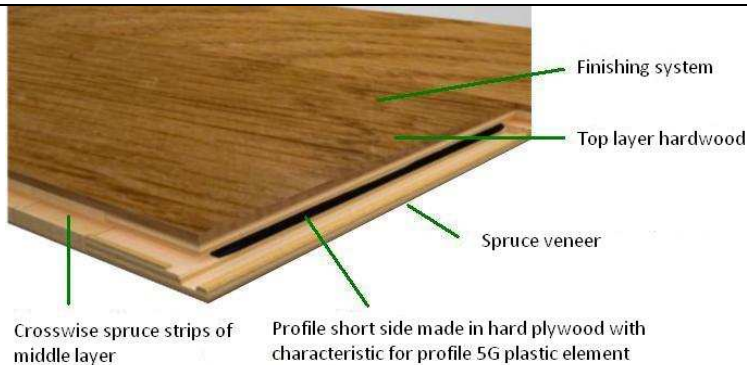 Finishing system
Top layer hardwood
Spruce veneer
Crosswise spruce strips of
middle layer
Profile short side made in hard plywood with
characteristic for profile 5G plastic element